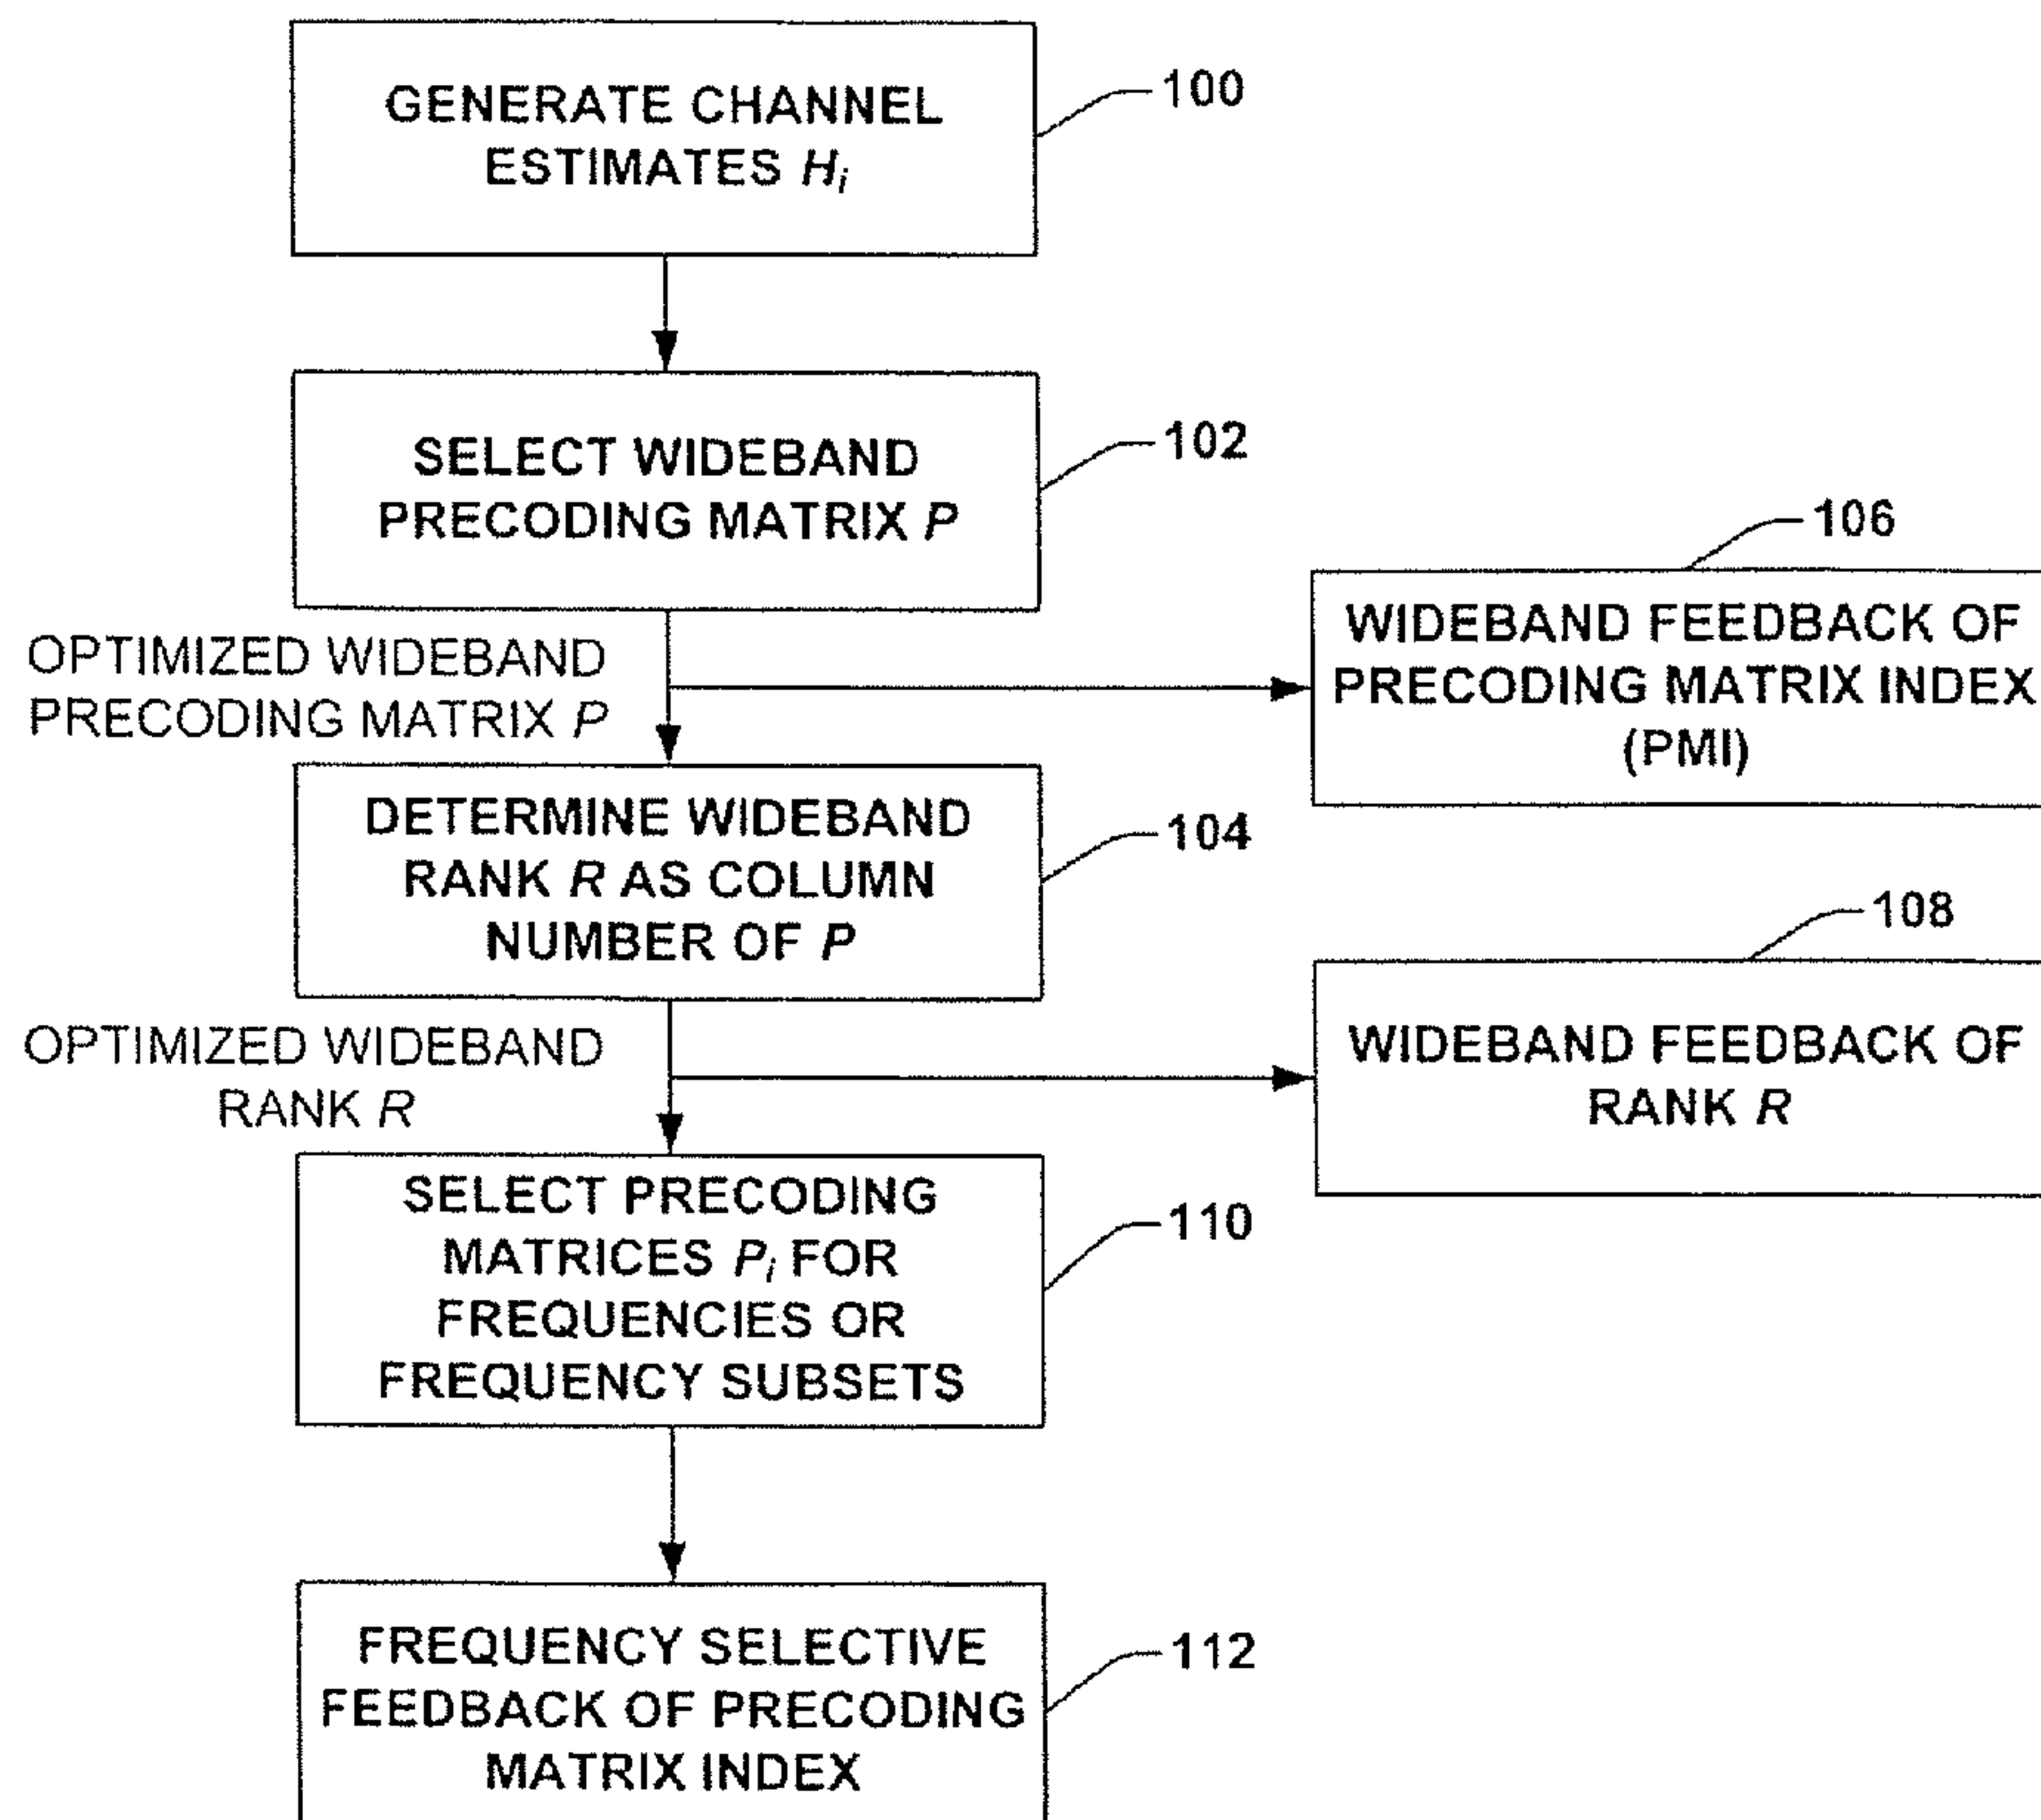 GENERATE CHANNEL
ESTIMATES Hi
100
SELECT WIDEBAND
PRECODING MATRIX P
102
OPTIMIZED WIDEBAND
PRECODING MATRIX P
106
WIDEBAND FEEDBACK OF
PRECODING MATRIX INDEX
(PMI)
DETERMINE WIDEBAND
RANK R AS COLUMN
NUMBER OF P
104
OPTIMIZED WIDEBAND
RANK R
108
WIDEBAND FEEDBACK OF
RANK R
SELECT PRECODING
MATRICES Pi FOR
FREQUENCIES OR
FREQUENCY SUBSETS
110
FREQUENCY SELECTIVE
FEEDBACK OF PRECODING
MATRIX INDEX
112